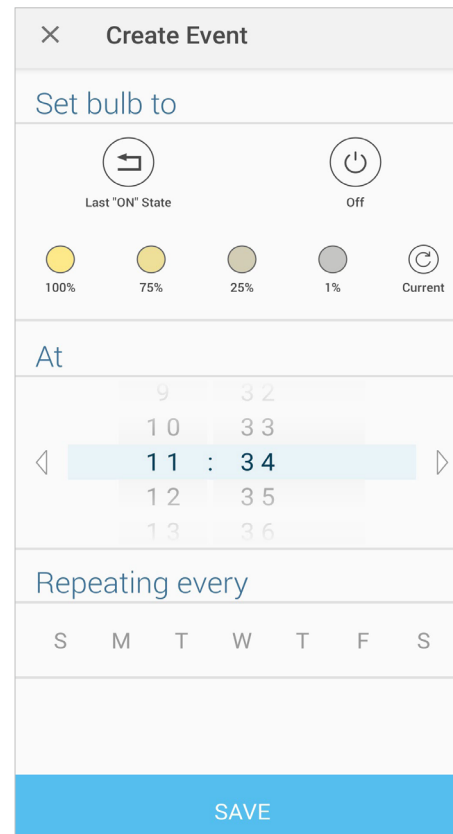 Create Event
Set bulb to
Last "ON" State Off
100% 75% 25% 1% Current
At
9 32
10 33
11 : 34
12 35
13 36
Repeating every
S M T W T F S
SAVE